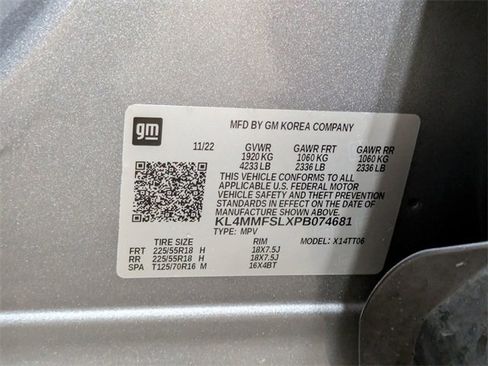 gm
MFD BY GM KOREA COMPANY
11/22 GVWR GAWR FRT GAWR RR
1920 KG 1060 KG 1060 KG
4233 LB 2336 LB 2336 LB
THIS VEHICLE CONFORMS TO ALL
APPLICABLE U.S. FEDERAL MOTOR
VEHICLE SAFETY AND THEFT PREVENTION
STANDARDS IN EFFECT ON THE DATE OF
MANUFACTURE SHOWN ABOVE.
KL4MMFSLXPB074681
TYPE: MPV
TIRE SIZE RIM MODEL: X14TT06
FRT 225/55R18 H 18X7.5J
RR 225/55R18 H 18X7.5J
SPA T125/70R16 M 16X4BT